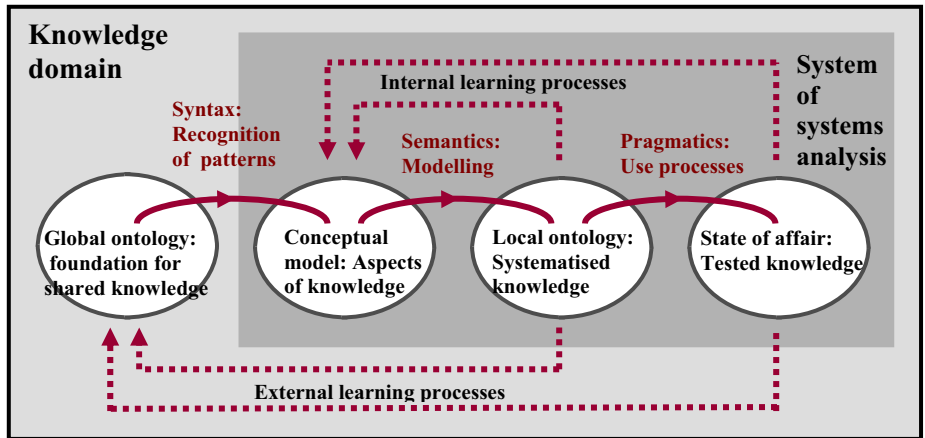 Knowledge
domain
Internal learning processes
System
of
systems
analysis
Syntax:
Recognition
of patterns
Semantics:
Modelling
Pragmatics:
Use processes
Global ontology:
foundation for
shared knowledge
Conceptual
model: Aspects
of knowledge
Local ontology:
Systematised
knowledge
State of affair:
Tested knowledge
External learning processes